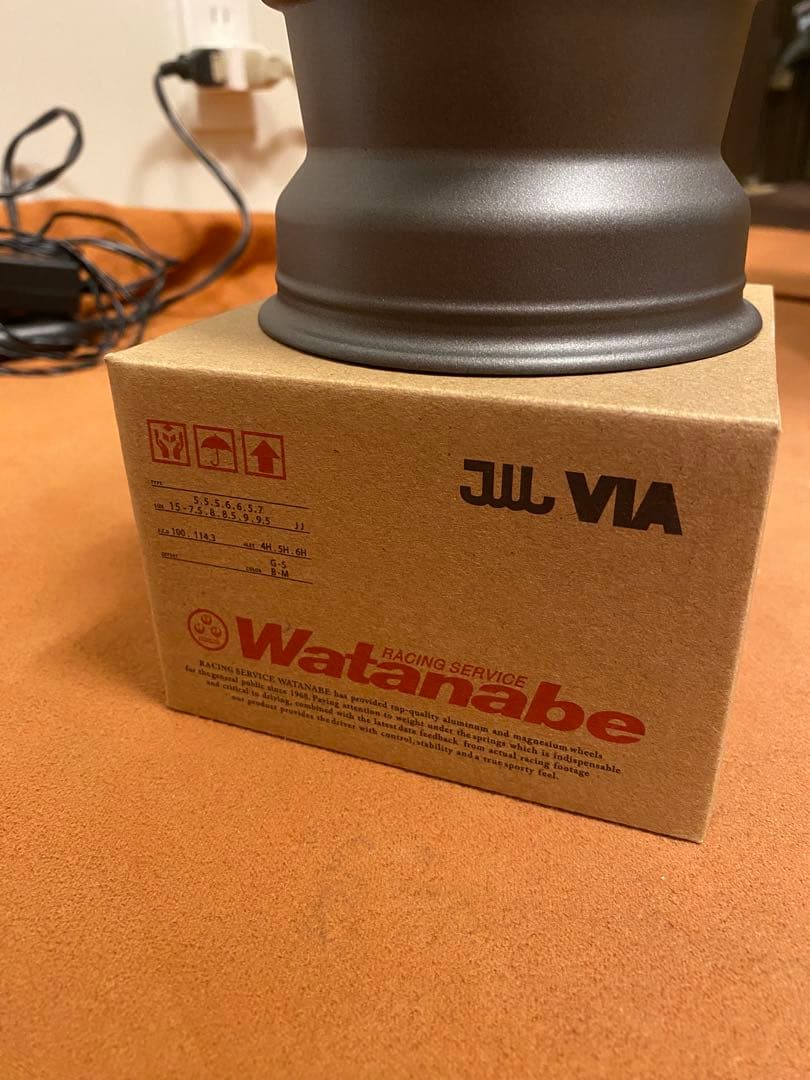 JWL VIA
TYPE
5,5.5,6,6.5,7
SIZE 15-7.5,8,8.5,9,9.5 JJ
P.C.D 100,114.3 HOLES 4H,5H,6H
OFFSET G-S
COLOR B-M
RACING SERVICE
Watanabe
RACING SERVICE WATANABE has provided top-quality aluminum and magnesium wheels
for the general public since 1968. Paying attention to weight under the springs which is indispensable
and critical to driving, combined with the latest data feedback from actual racing footage
our product provides the driver with control, stability and a true sporty feel.